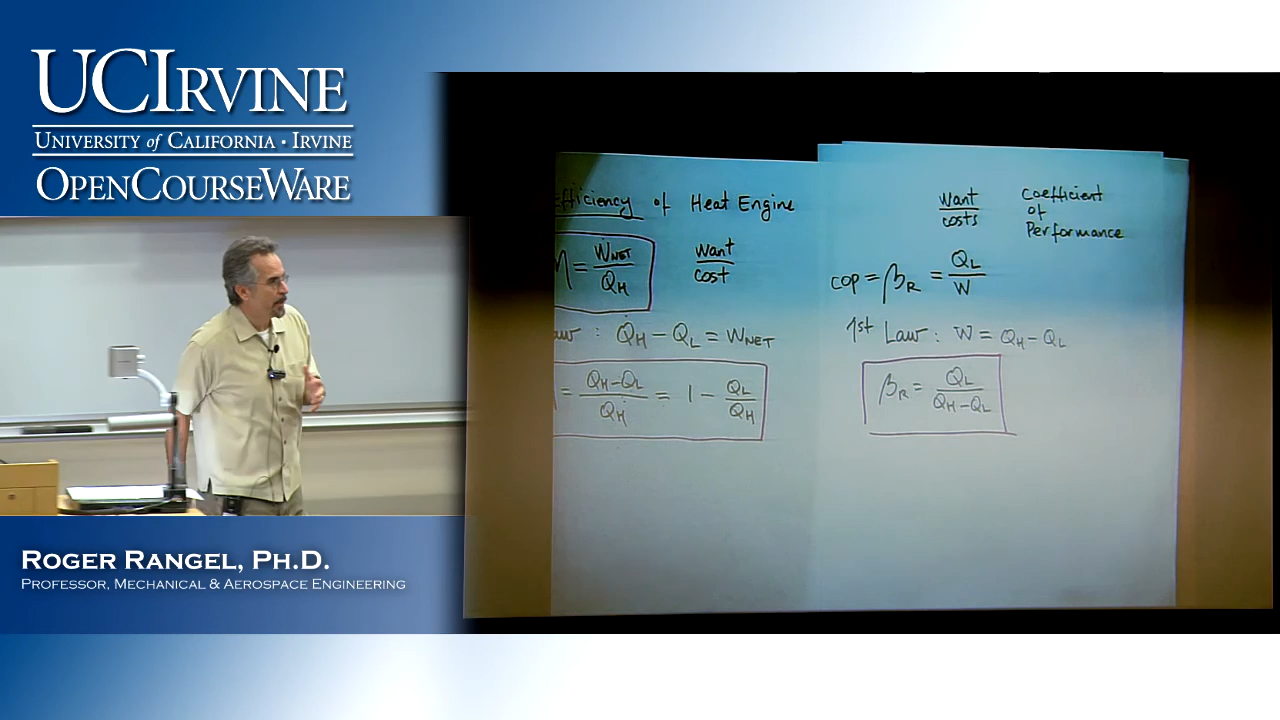 UCIRVINE
UNIVERSITY of CALIFORNIA · IRVINE
OPENCOURSEWARE
ROGER RANGEL, PH.D.
PROFESSOR, MECHANICAL & AEROSPACE ENGINEERING
Efficiency of Heat Engine
η = W_NET / Q_H   Want / cost
aw : Q_H − Q_L = W_NET
= (Q_H − Q_L) / Q_H = 1 − Q_L / Q_H
Want / costs   Coefficient of Performance
COP = β_R = Q_L / W
1st Law : W = Q_H − Q_L
β_R = Q_L / (Q_H − Q_L)